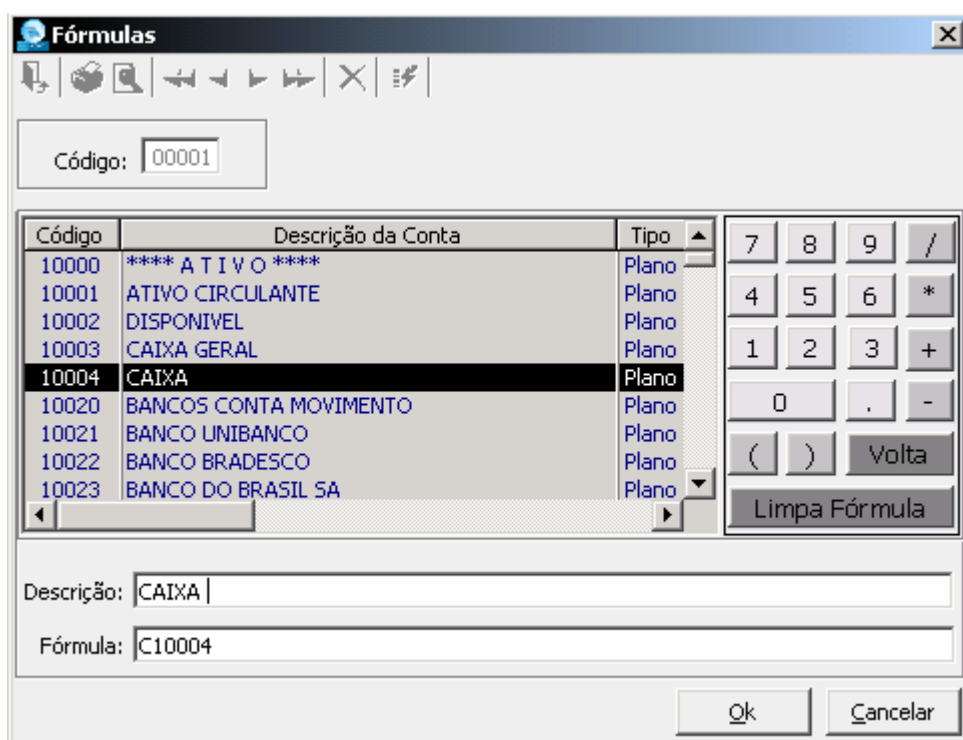 Fórmulas
Código: 00001
Código Descrição da Conta Tipo
10000 **** A T I V O **** Plano
10001 ATIVO CIRCULANTE Plano
10002 DISPONIVEL Plano
10003 CAIXA GERAL Plano
10004 CAIXA Plano
10020 BANCOS CONTA MOVIMENTO Plano
10021 BANCO UNIBANCO Plano
10022 BANCO BRADESCO Plano
10023 BANCO DO BRASIL SA Plano
7 8 9 /
4 5 6 *
1 2 3 +
0 . -
( ) Volta
Limpa Fórmula
Descrição: CAIXA
Fórmula: C10004
Ok Cancelar